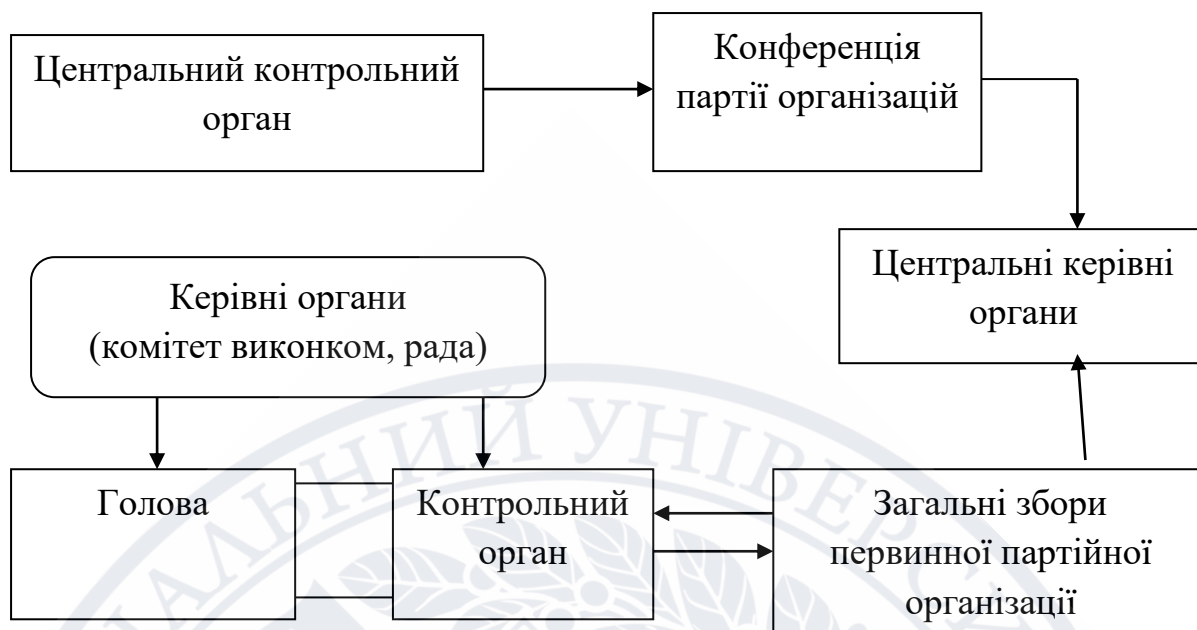 Центральний контрольний
орган
Конференція
партії організацій
Центральні керівні
органи
Керівні органи
(комітет виконком, рада)
Голова
Контрольний
орган
Загальні збори
первинної партійної
організації